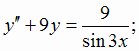 y″ + 9y = 9 / sin 3x ;